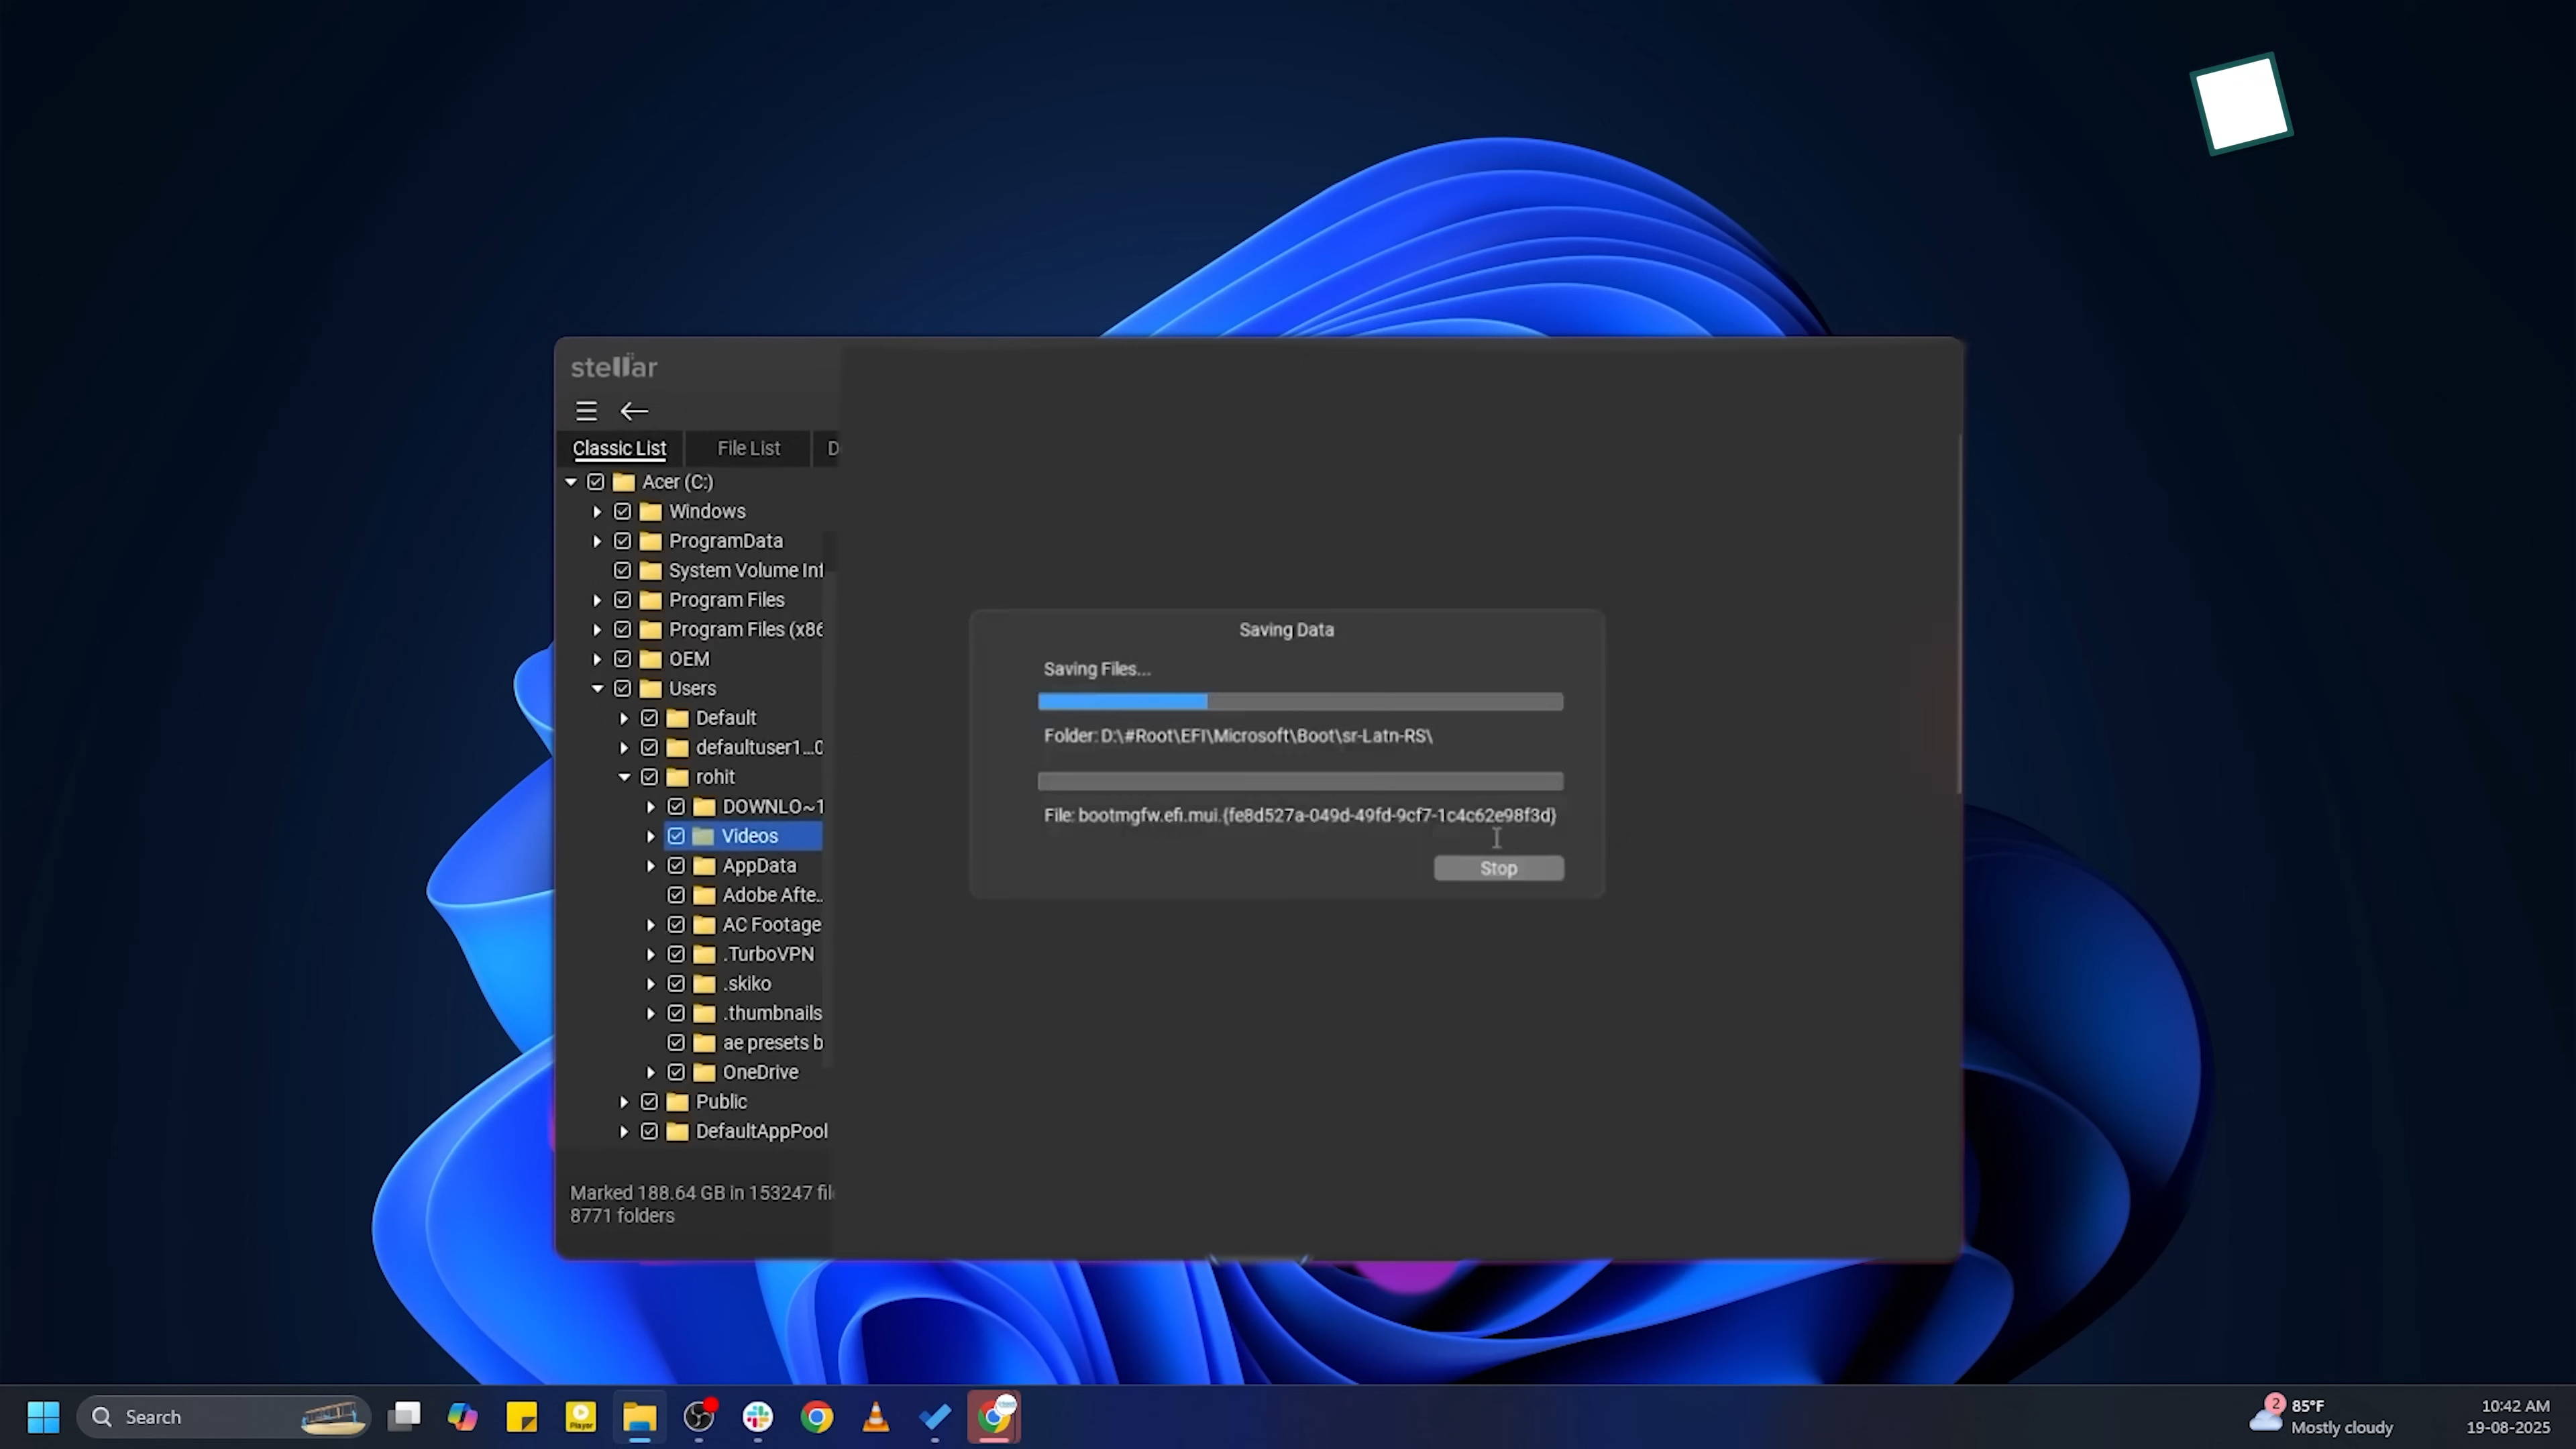 stellar
Classic List
File List
Acer (C:)
Windows
ProgramData
System Volume Inf
Program Files
Program Files (x86
OEM
Users
Default
defaultuser1...0
rohit
DOWNLO~1
Videos
AppData
Adobe Afte..
AC Footage
.TurboVPN
.skiko
.thumbnails
ae presets b
OneDrive
Public
DefaultAppPool
Marked 188.64 GB in 153247 fil
8771 folders
Saving Data
Saving Files...
Folder: D:\#Root\EFI\Microsoft\Boot\sr-Latn-RS\
File: bootmgfw.efi.mui.{fe8d527a-049d-49fd-9cf7-1c4c62e98f3d}
Stop
Search
Player
2
85°F
Mostly cloudy
10:42 AM
19-08-2025